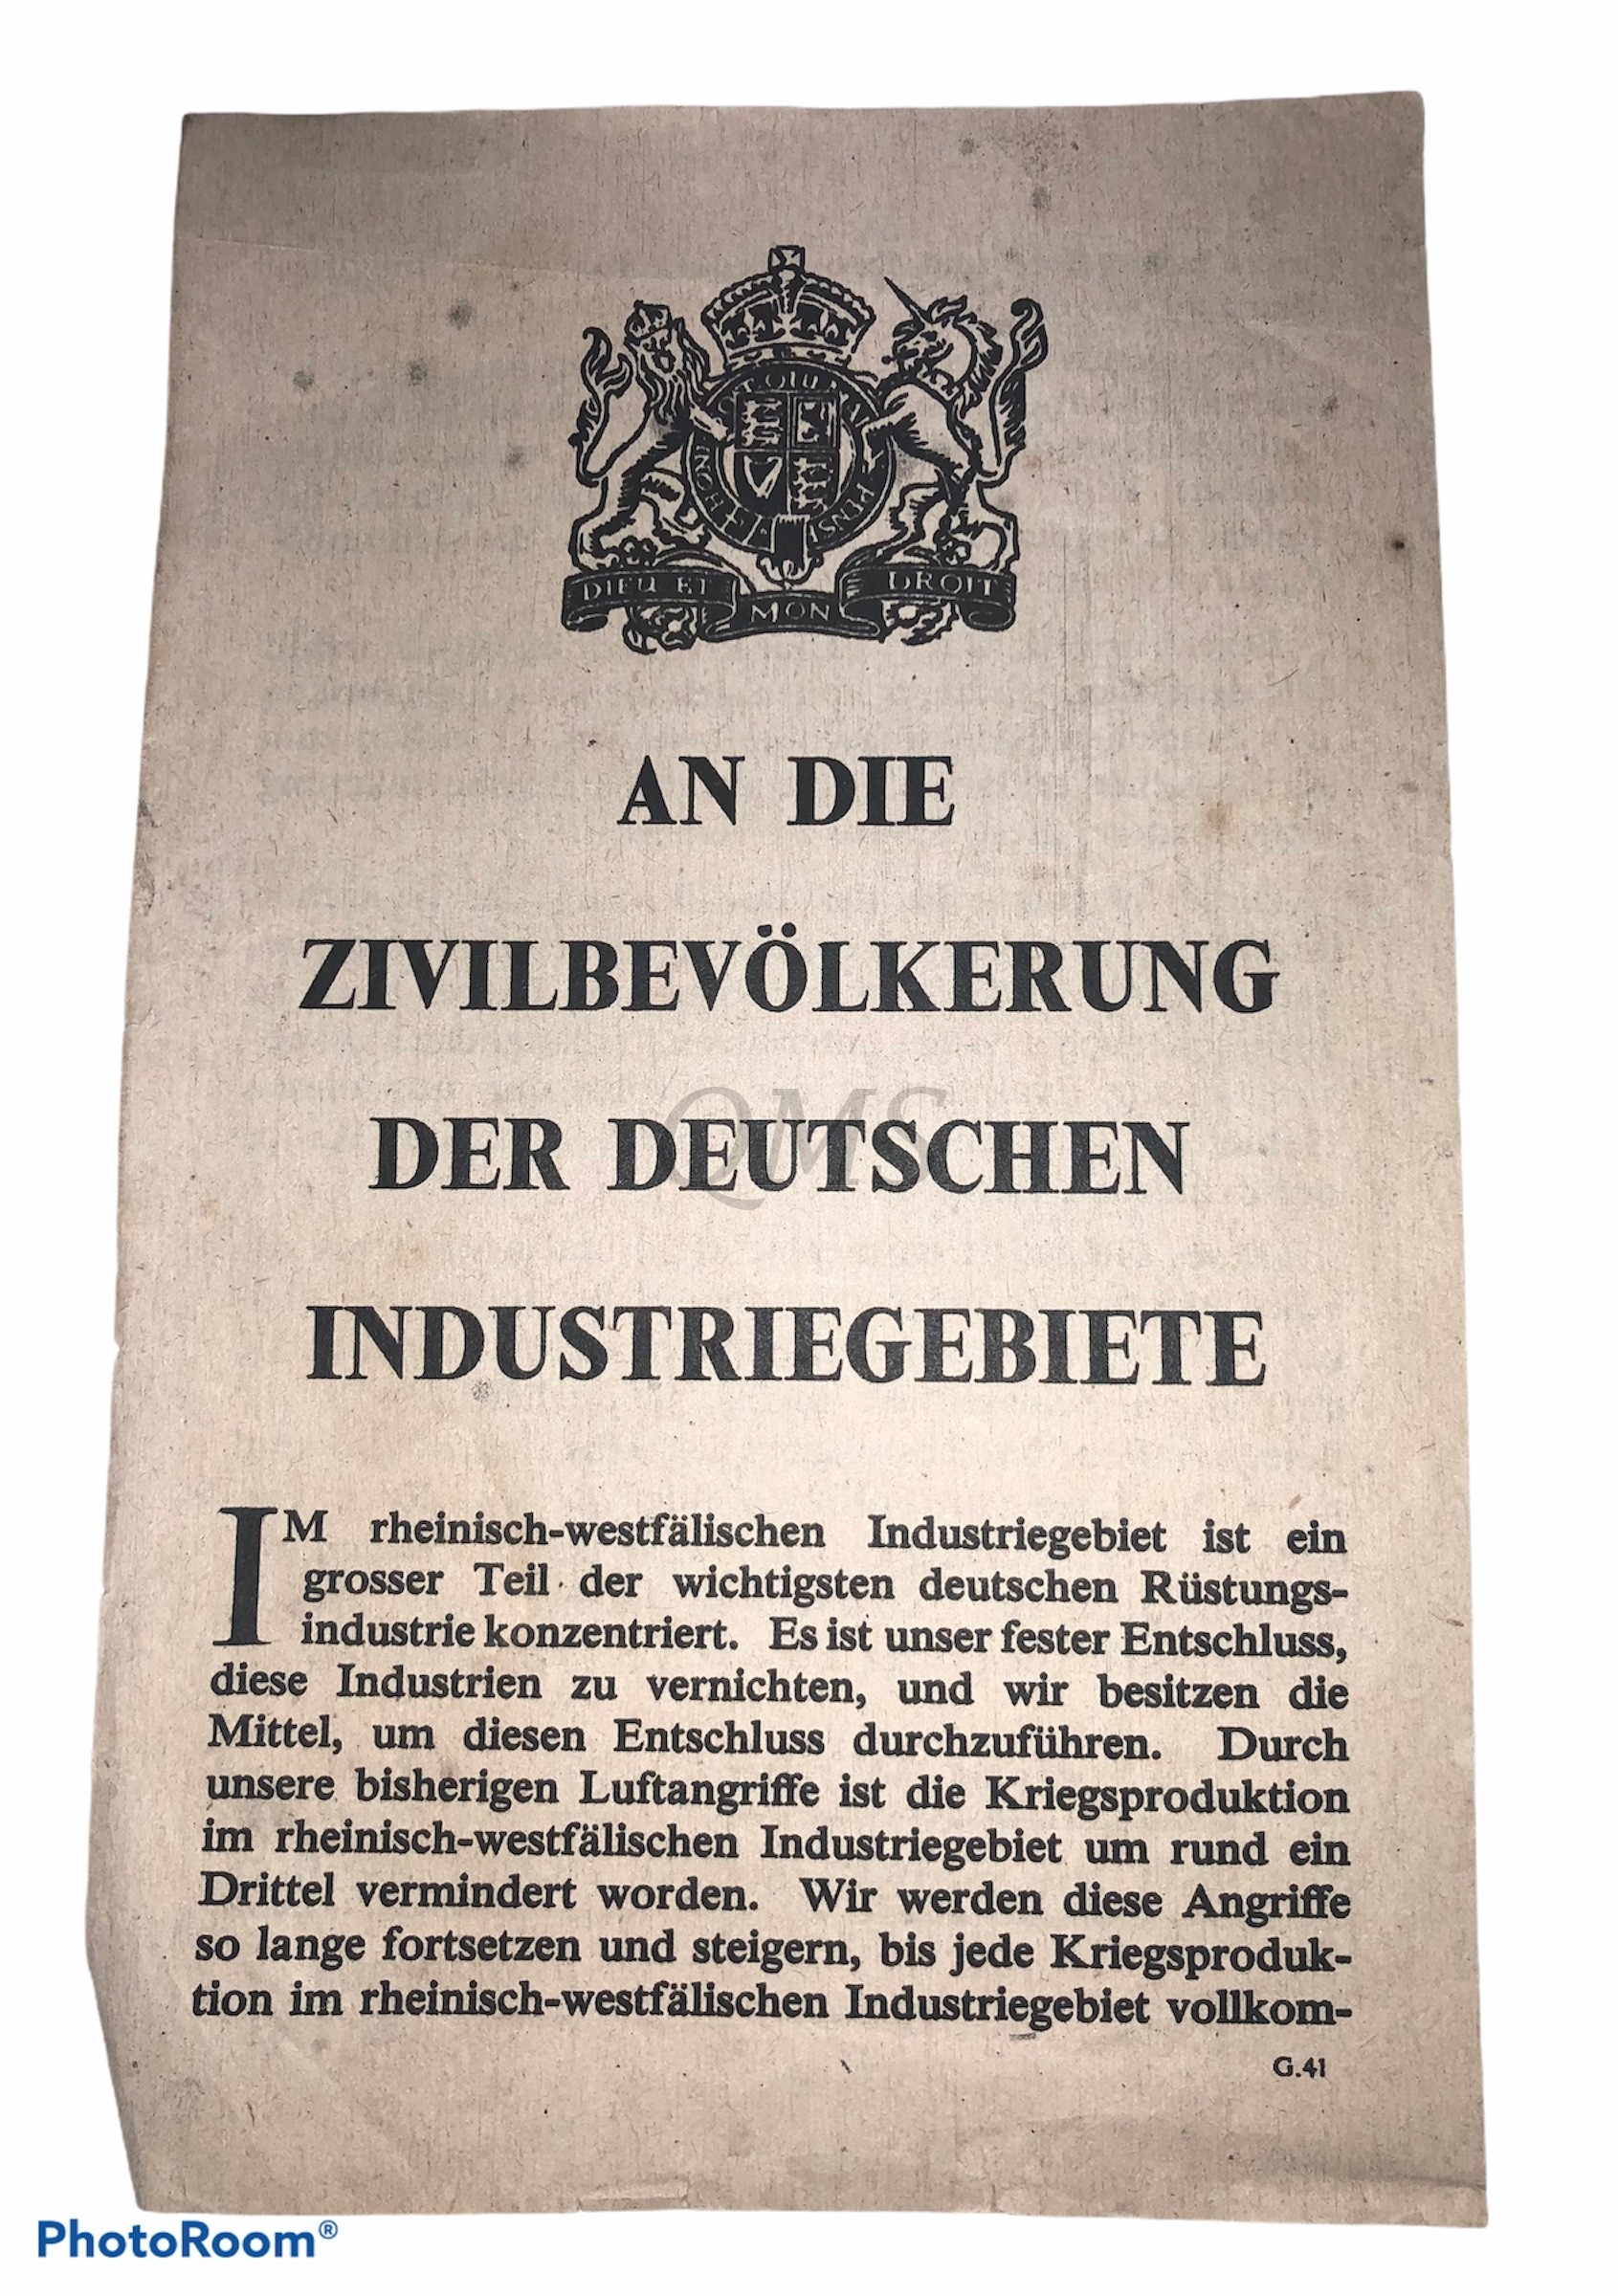 DIEU ET MON DROIT
AN DIE
ZIVILBEVÖLKERUNG
DER DEUTSCHEN
QMS
INDUSTRIEGEBIETE
IM rheinisch-westfälischen Industriegebiet ist ein
grosser Teil der wichtigsten deutschen Rüstungs-
industrie konzentriert. Es ist unser fester Entschluss,
diese Industrien zu vernichten, und wir besitzen die
Mittel, um diesen Entschluss durchzuführen. Durch
unsere bisherigen Luftangriffe ist die Kriegsproduktion
im rheinisch-westfälischen Industriegebiet um rund ein
Drittel vermindert worden. Wir werden diese Angriffe
so lange fortsetzen und steigern, bis jede Kriegsproduk-
tion im rheinisch-westfälischen Industriegebiet vollkom-
G.41
PhotoRoom®